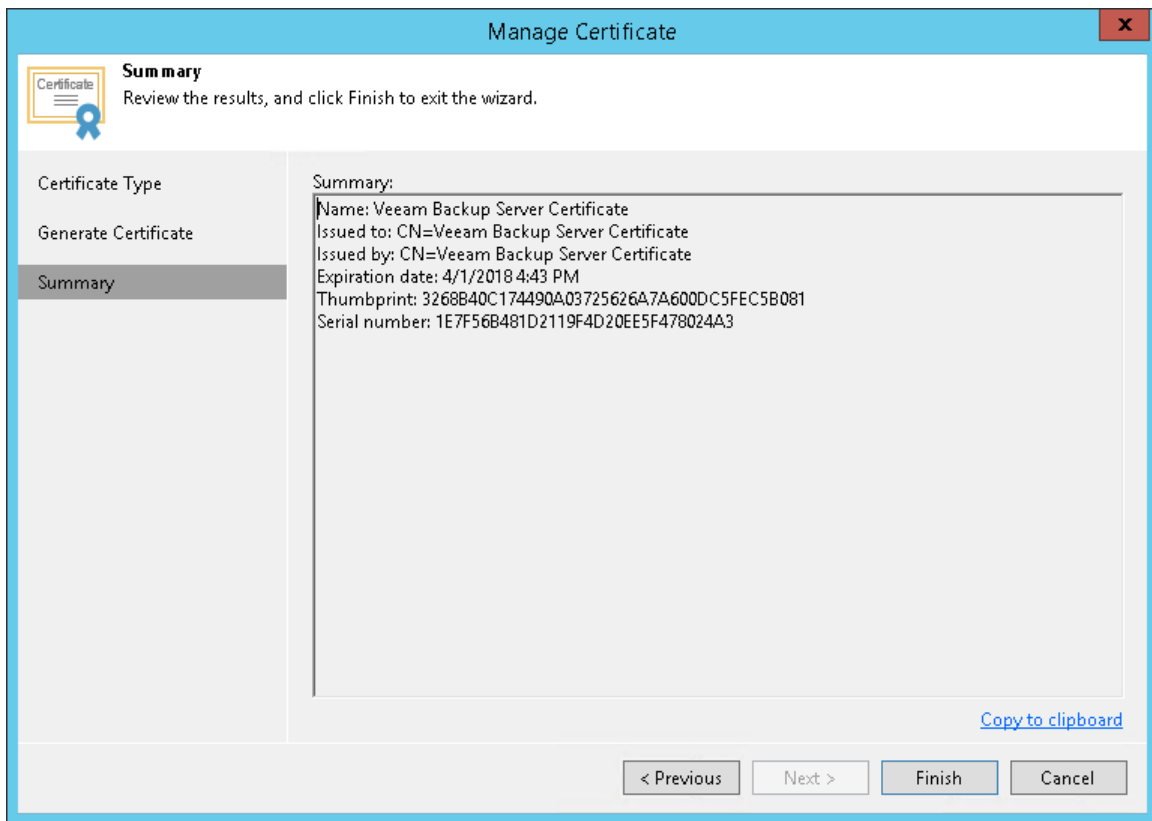 Manage Certificate
x
Certificate
Summary
Review the results, and click Finish to exit the wizard.
Certificate Type
Generate Certificate
Summary
Summary:
Name: Veeam Backup Server Certificate
Issued to: CN=Veeam Backup Server Certificate
Issued by: CN=Veeam Backup Server Certificate
Expiration date: 4/1/2018 4:43 PM
Thumbprint: 3268B40C174490A03725626A7A600DC5FEC5B081
Serial number: 1E7F56B481D2119F4D20EE5F478024A3
Copy to clipboard
< Previous
Next >
Finish
Cancel